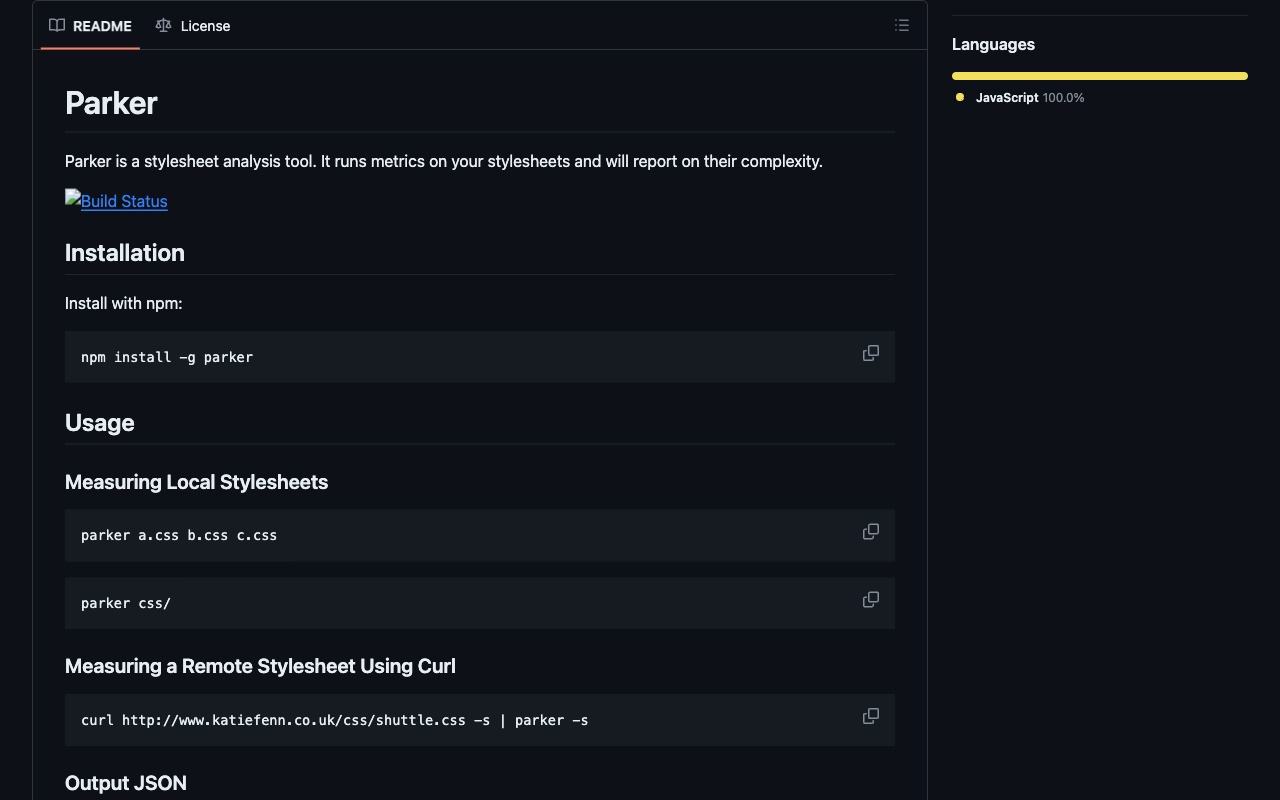 README
License
Parker
Parker is a stylesheet analysis tool. It runs metrics on your stylesheets and will report on their complexity.
Build Status
Installation
Install with npm:
npm install -g parker
Usage
Measuring Local Stylesheets
parker a.css b.css c.css
parker css/
Measuring a Remote Stylesheet Using Curl
curl http://www.katiefenn.co.uk/css/shuttle.css -s | parker -s
Output JSON
Languages
JavaScript 100.0%